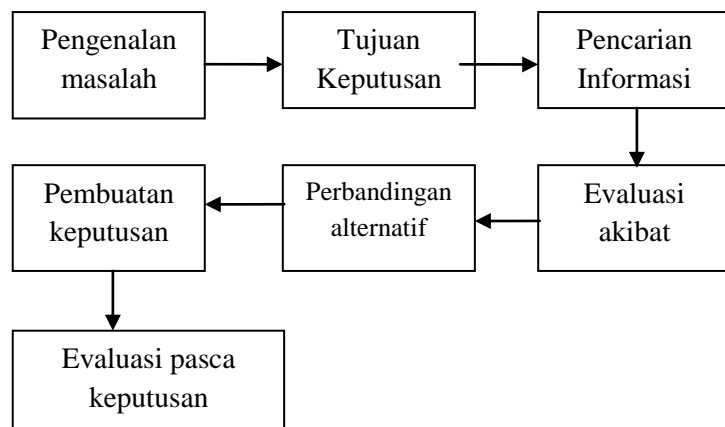 Pengenalan
masalah
Tujuan
Keputusan
Pencarian
Informasi
Pembuatan
keputusan
Perbandingan
alternatif
Evaluasi
akibat
Evaluasi pasca
keputusan